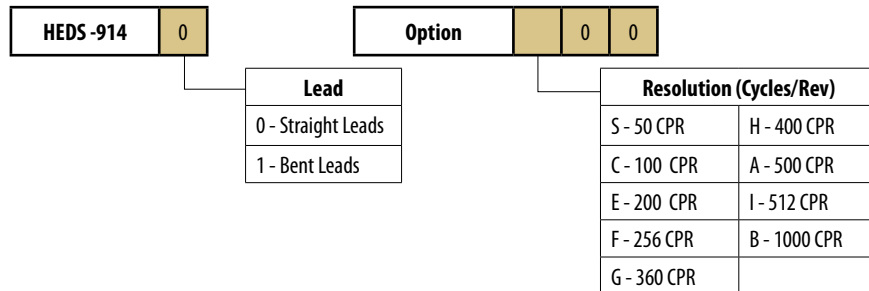 HEDS -914 0 Option 0 0
Lead
0 - Straight Leads
1 - Bent Leads
Resolution (Cycles/Rev)
S - 50 CPR H - 400 CPR
C - 100 CPR A - 500 CPR
E - 200 CPR I - 512 CPR
F - 256 CPR B - 1000 CPR
G - 360 CPR